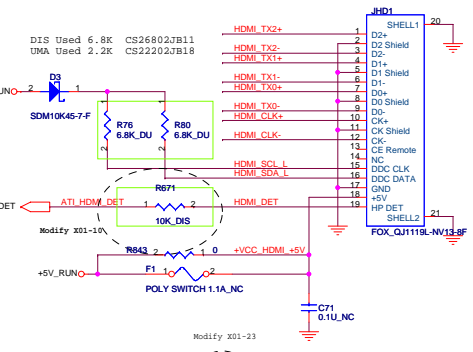 JHD1
SHELL1 20
DIS Used 6.8K CS26802JB11
UMA Used 2.2K CS22202JB18
HDMI_TX2+ 1 D2+
2 D2 Shield
HDMI_TX2- 3 D2-
HDMI_TX1+ 4 D1+
5 D1 Shield
HDMI_TX1- 6 D1-
HDMI_TX0+ 7 D0+
8 D0 Shield
HDMI_TX0- 9 D0-
HDMI_CLK+ 10 CK+
11 CK Shield
HDMI_CLK- 12 CK-
13 CE Remote
14 NC
HDMI_SCL_L 15 DDC CLK
HDMI_SDA_L 16 DDC DATA
17 GND
18 +5V
HDMI_DET 19 HP DET
SHELL2 21
FOX_QJ1119L-NV13-8F
D3
UN 2 1
SDM10K45-7-F
1 1
R76 R80
6.8K_DU 6.8K_DU
2 2
R671
DET ATI_HDMI_DET 1 2
10K_DIS
Modify X01-10
R843 2 1 0 +VCC_HDMI_+5V
+5V_RUN F1 1 2
POLY SWITCH 1.1A_NC
C71
0.1U_NC
Modify X01-23